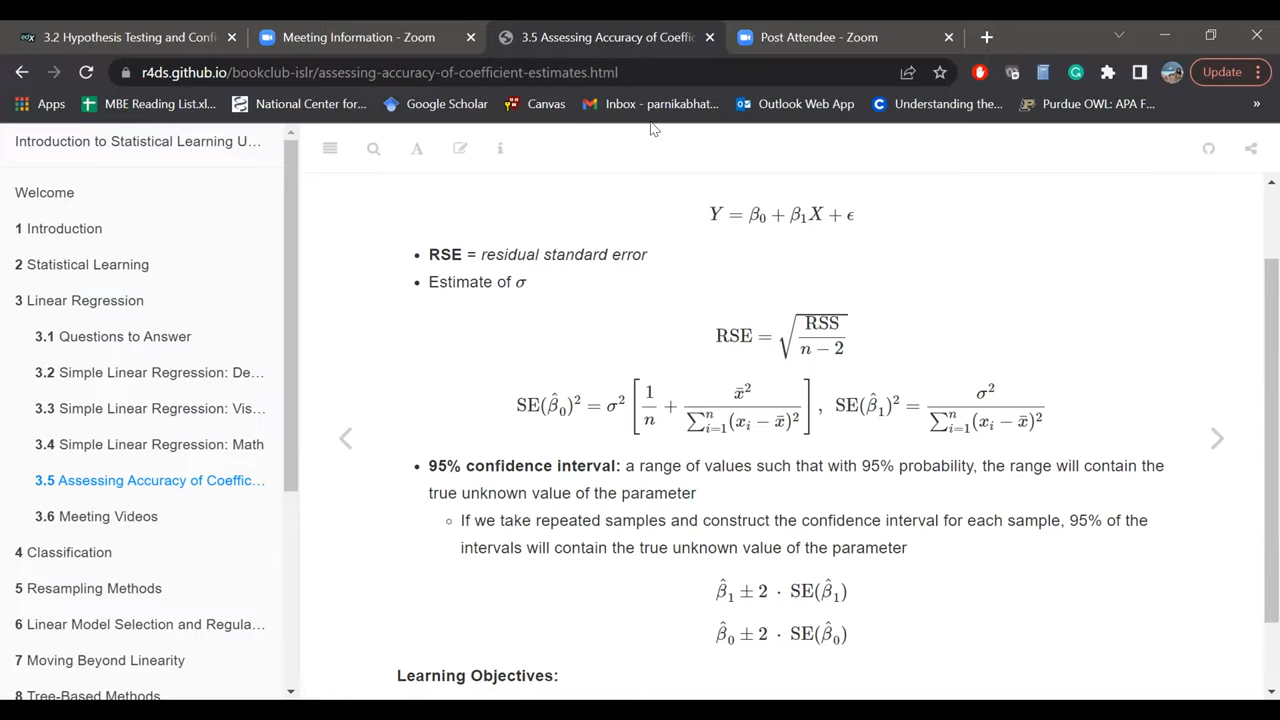 3.2 Hypothesis Testing and Confi
Meeting Information - Zoom
3.5 Assessing Accuracy of Coeffic
Post Attendee - Zoom
r4ds.github.io/bookclub-islr/assessing-accuracy-of-coefficient-estimates.html
Update
Apps
MBE Reading List.xl...
National Center for...
Google Scholar
Canvas
Inbox - parnikabhat...
Outlook Web App
Understanding the...
Purdue OWL: APA F...
»
Introduction to Statistical Learning U...
Welcome
1 Introduction
2 Statistical Learning
3 Linear Regression
3.1 Questions to Answer
3.2 Simple Linear Regression: De...
3.3 Simple Linear Regression: Vis...
3.4 Simple Linear Regression: Math
3.5 Assessing Accuracy of Coeffic...
3.6 Meeting Videos
4 Classification
5 Resampling Methods
6 Linear Model Selection and Regula...
7 Moving Beyond Linearity
8 Tree-Based Methods
Y = β₀ + β₁X + ϵ
• RSE = residual standard error
• Estimate of σ
RSE = √(RSS / (n − 2))
SE(β̂₀)² = σ² [1/n + x̄² / ∑ⁿᵢ₌₁(xᵢ − x̄)²], SE(β̂₁)² = σ² / ∑ⁿᵢ₌₁(xᵢ − x̄)²
• 95% confidence interval: a range of values such that with 95% probability, the range will contain the
true unknown value of the parameter
◦ If we take repeated samples and construct the confidence interval for each sample, 95% of the
intervals will contain the true unknown value of the parameter
β̂₁ ± 2 · SE(β̂₁)
β̂₀ ± 2 · SE(β̂₀)
Learning Objectives: